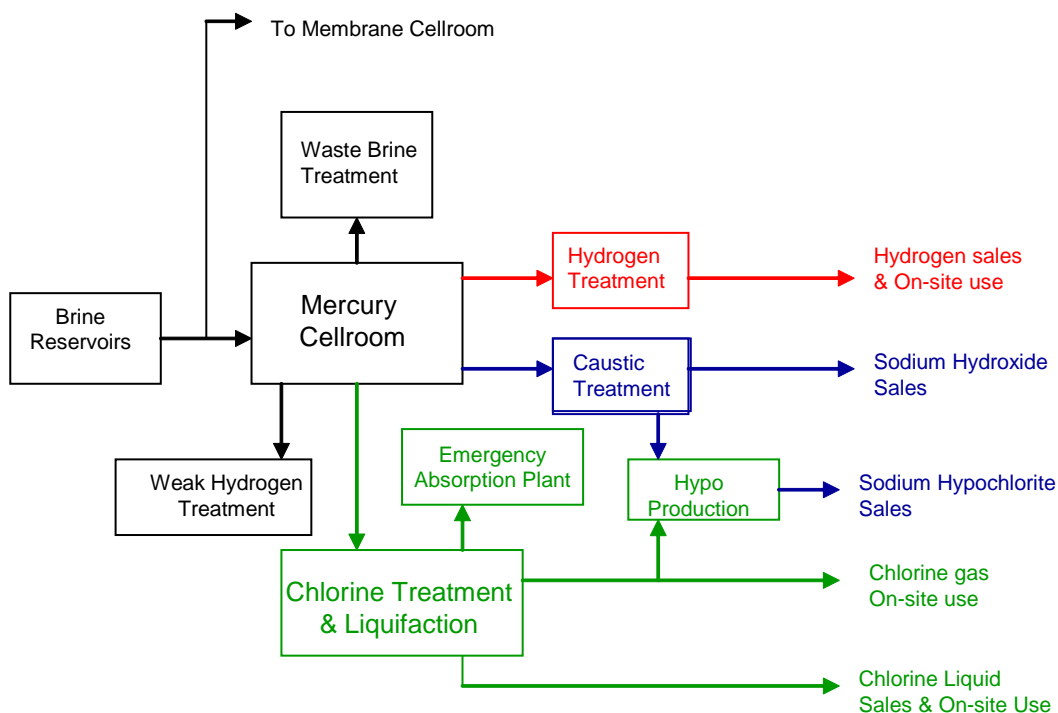 To Membrane Cellroom
Waste Brine
Treatment
Hydrogen
Treatment
Hydrogen sales
& On-site use
Brine
Reservoirs
Mercury
Cellroom
Caustic
Treatment
Sodium Hydroxide
Sales
Emergency
Absorption Plant
Weak Hydrogen
Treatment
Hypo
Production
Sodium Hypochlorite
Sales
Chlorine Treatment
& Liquifaction
Chlorine gas
On-site use
Chlorine Liquid
Sales & On-site Use